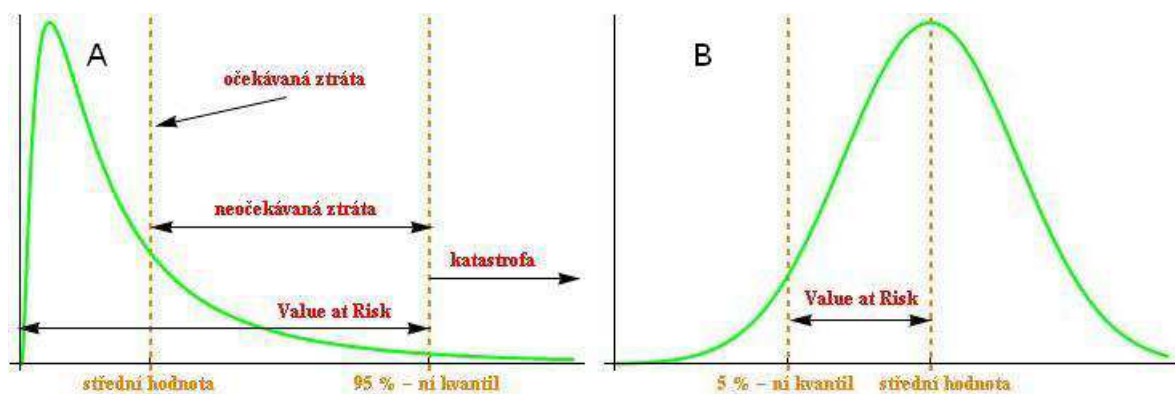 A
očekávaná ztráta
neočekávaná ztráta
katastrofa
Value at Risk
střední hodnota
95 % – ní kvantil
B
Value at Risk
5 % – ní kvantil
střední hodnota